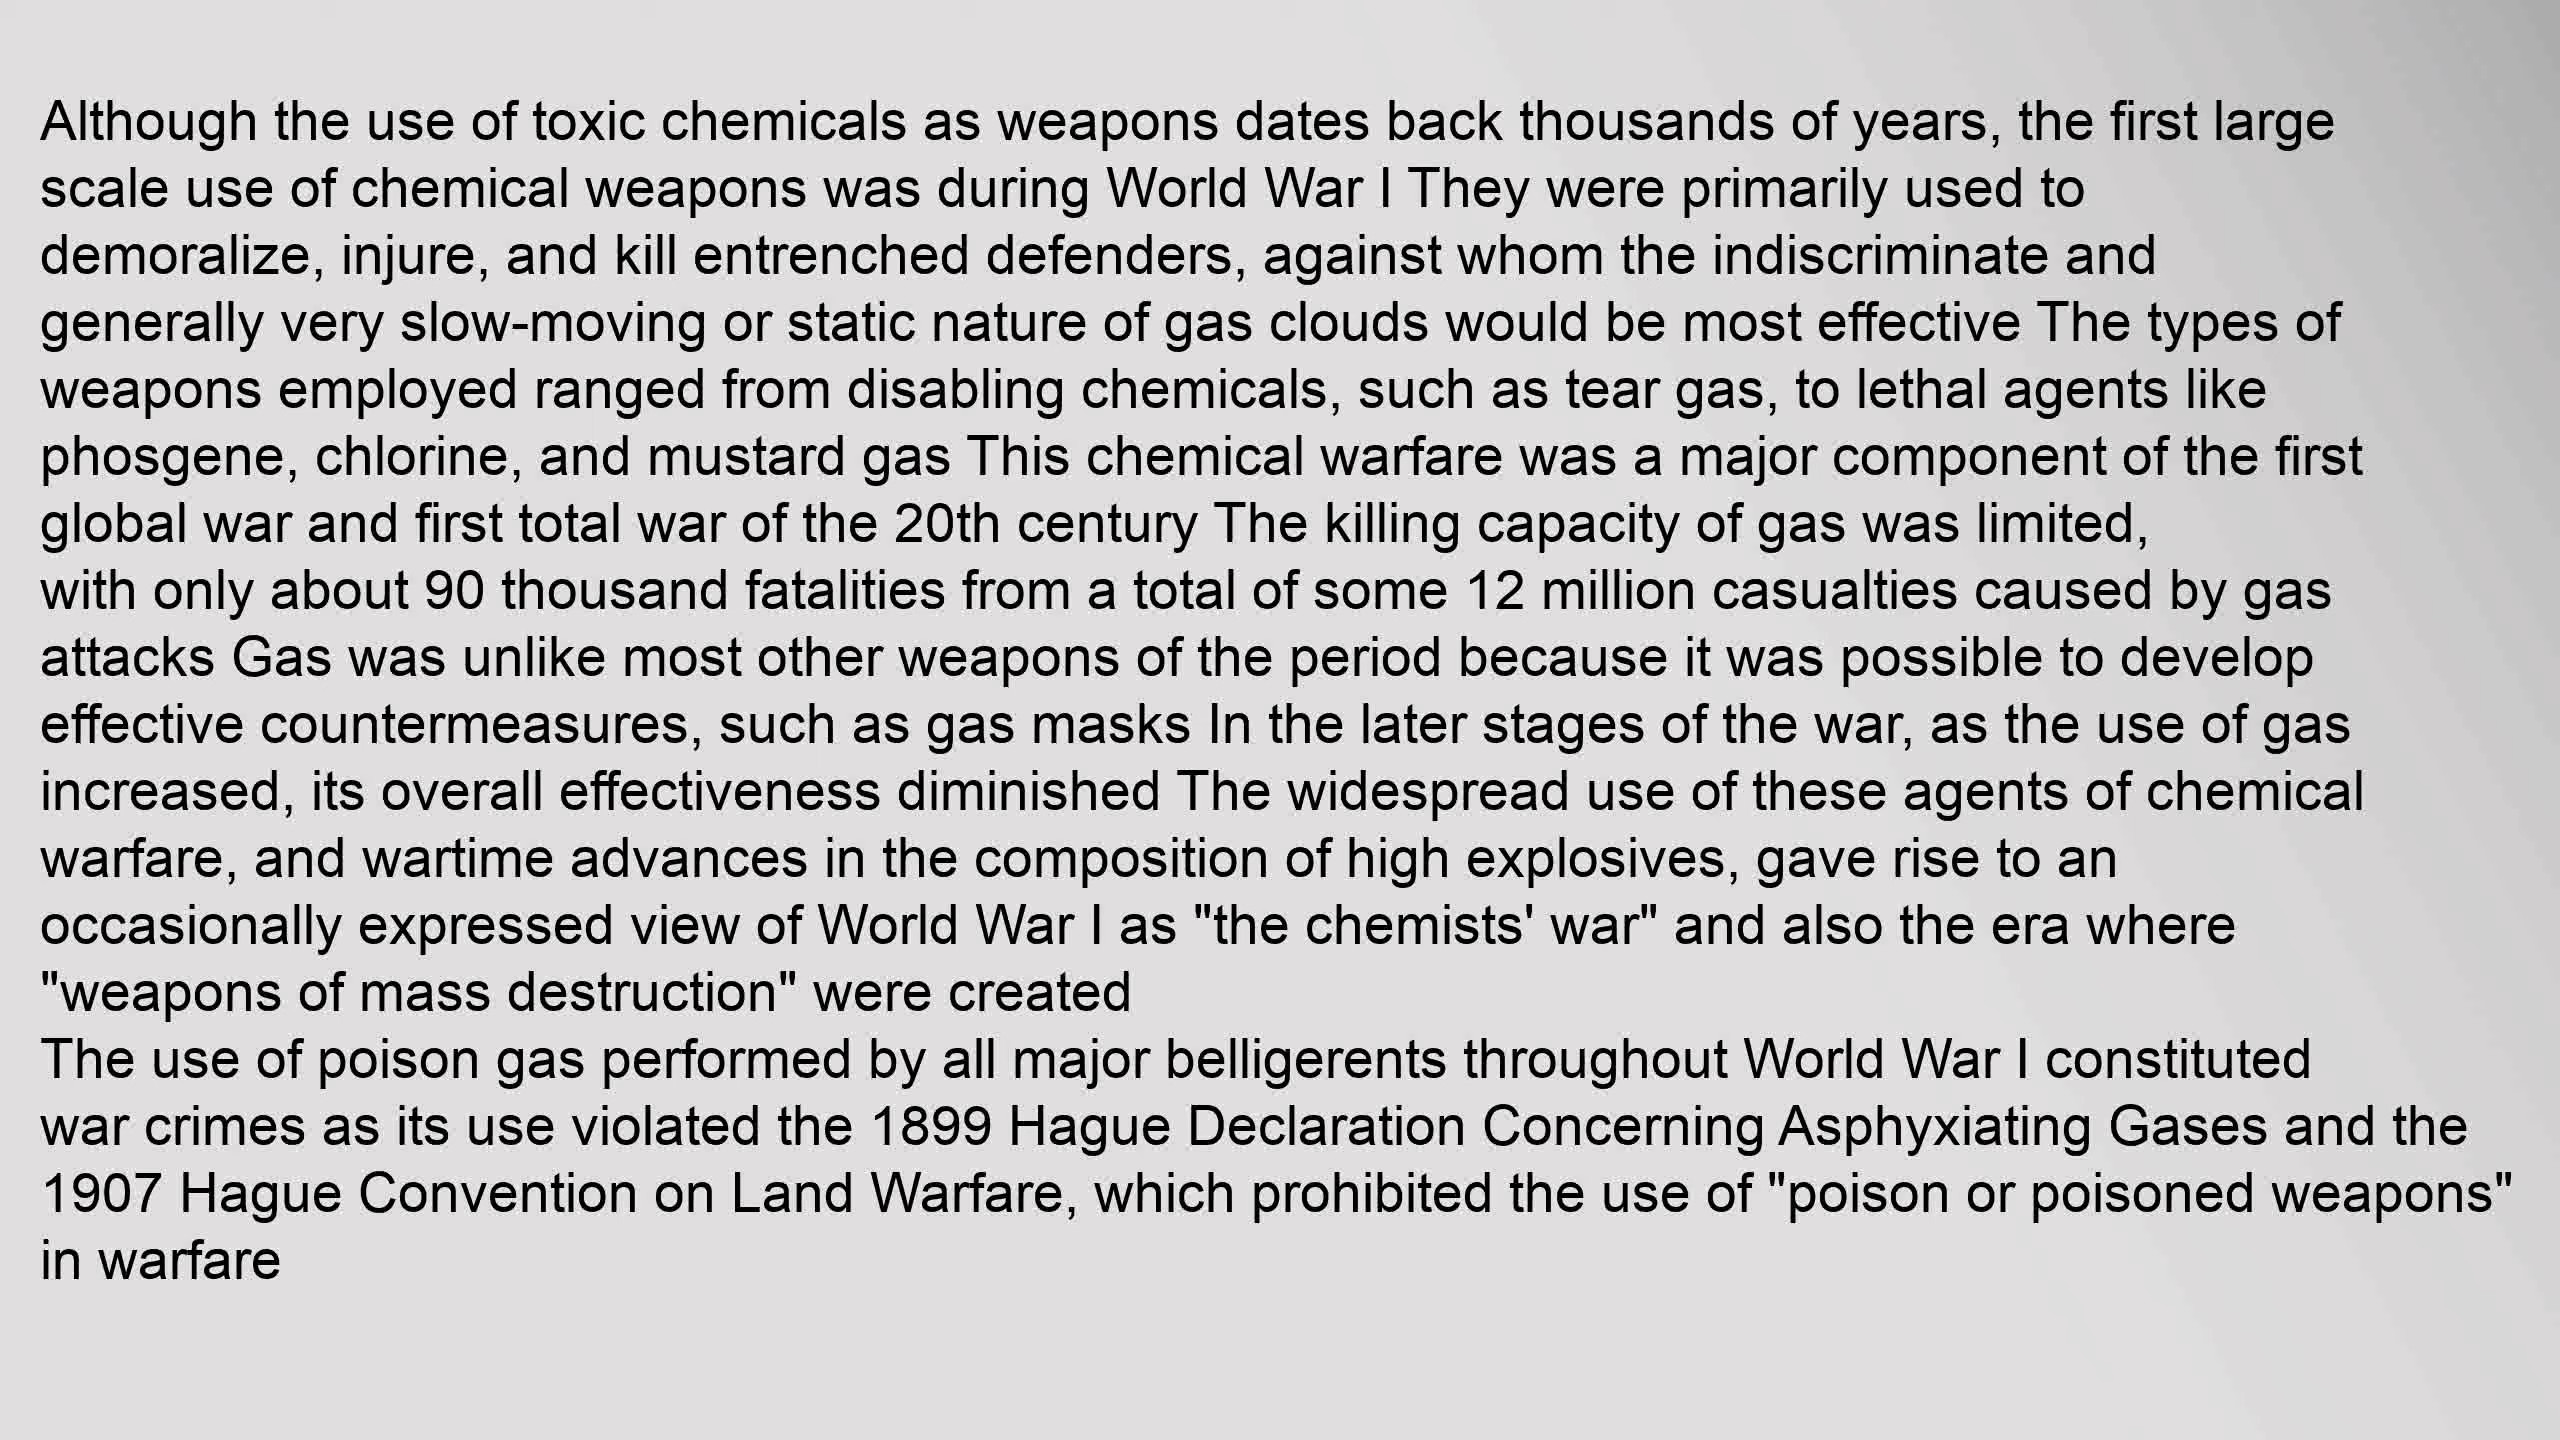 Although the use of toxic chemicals as weapons dates back thousands of years, the first large
scale use of chemical weapons was during World War I They were primarily used to
demoralize, injure, and kill entrenched defenders, against whom the indiscriminate and
generally very slow-moving or static nature of gas clouds would be most effective The types of
weapons employed ranged from disabling chemicals, such as tear gas, to lethal agents like
phosgene, chlorine, and mustard gas This chemical warfare was a major component of the first
global war and first total war of the 20th century The killing capacity of gas was limited,
with only about 90 thousand fatalities from a total of some 12 million casualties caused by gas
attacks Gas was unlike most other weapons of the period because it was possible to develop
effective countermeasures, such as gas masks In the later stages of the war, as the use of gas
increased, its overall effectiveness diminished The widespread use of these agents of chemical
warfare, and wartime advances in the composition of high explosives, gave rise to an
occasionally expressed view of World War I as "the chemists' war" and also the era where
"weapons of mass destruction" were created
The use of poison gas performed by all major belligerents throughout World War I constituted
war crimes as its use violated the 1899 Hague Declaration Concerning Asphyxiating Gases and the
1907 Hague Convention on Land Warfare, which prohibited the use of "poison or poisoned weapons"
in warfare